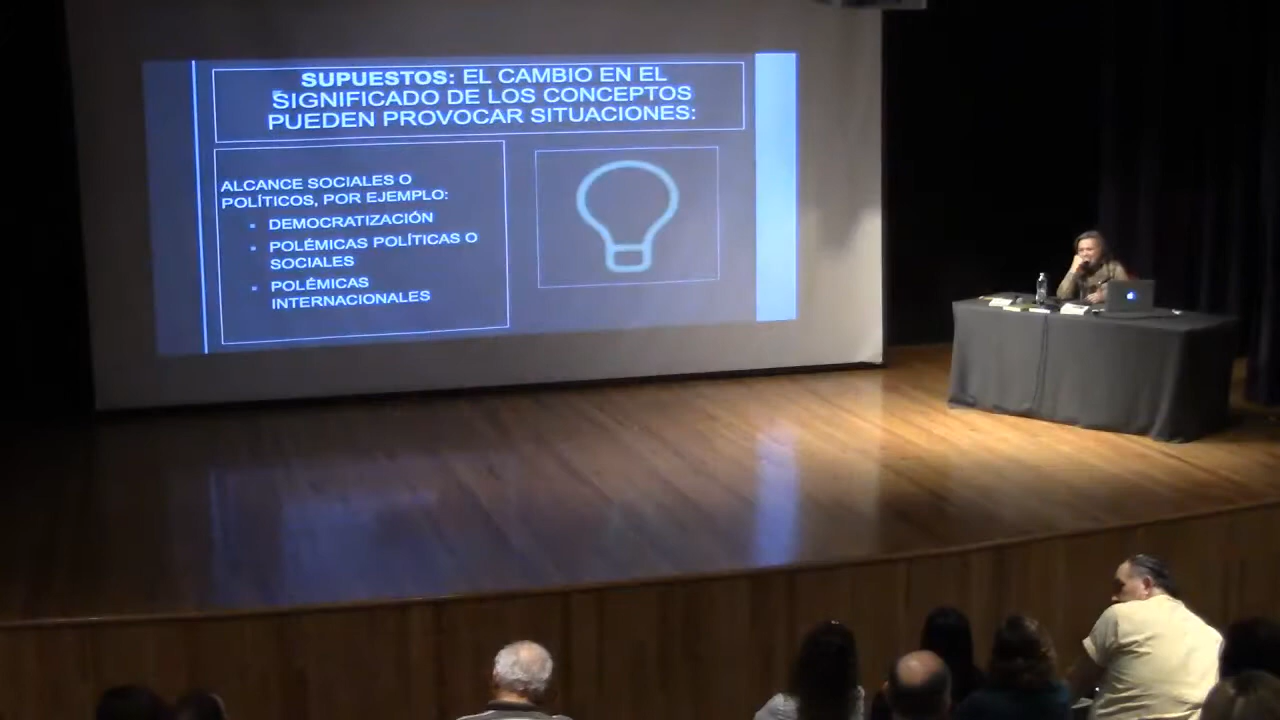 SUPUESTOS: EL CAMBIO EN EL
SIGNIFICADO DE LOS CONCEPTOS
PUEDEN PROVOCAR SITUACIONES:
ALCANCE SOCIALES O
POLÍTICOS, POR EJEMPLO:
DEMOCRATIZACIÓN
POLÉMICAS POLÍTICAS O
SOCIALES
POLÉMICAS
INTERNACIONALES